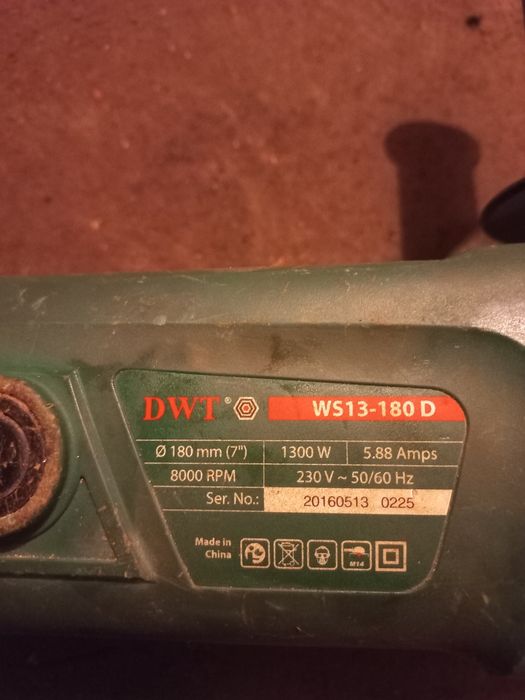 DWT ® WS13-180 D
Ø 180 mm (7") 1300 W 5.88 Amps
8000 RPM 230 V ~ 50/60 Hz
Ser. No.: 20160513 0225
Made in
China
M14